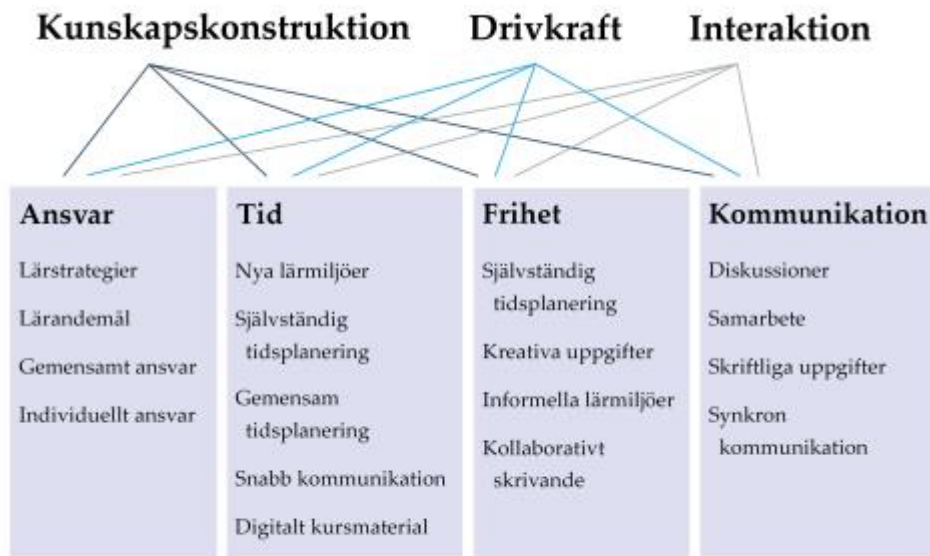 Kunskapskonstruktion Drivkraft Interaktion
Ansvar
Lärstrategier
Lärandemål
Gemensamt ansvar
Individuellt ansvar
Tid
Nya lärmiljöer
Självständig
tidsplanering
Gemensam
tidsplanering
Snabb kommunikation
Digitalt kursmaterial
Frihet
Självständig
tidsplanering
Kreativa uppgifter
Informella lärmiljöer
Kollaborativt
skrivande
Kommunikation
Diskussioner
Samarbete
Skriftliga uppgifter
Synkron
kommunikation